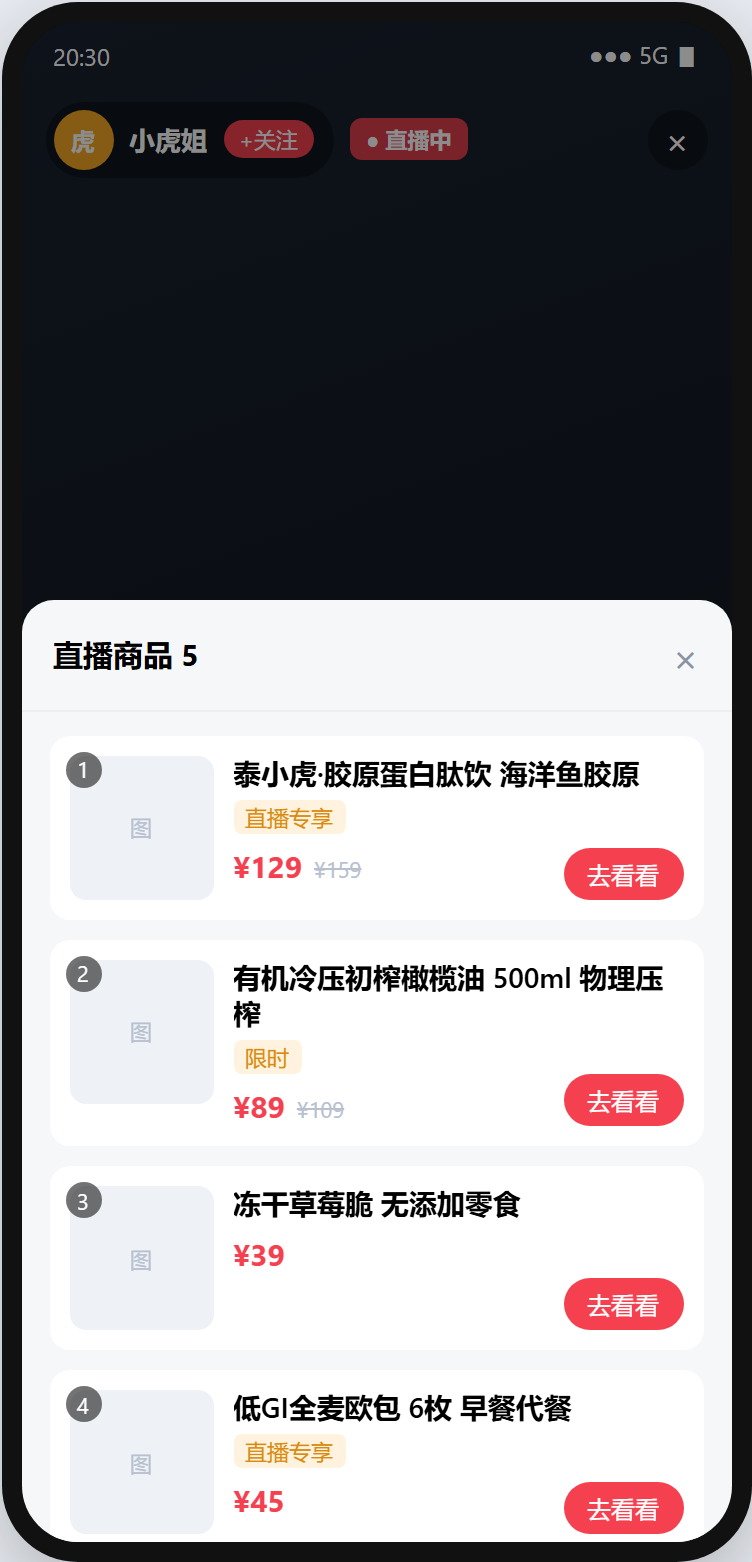 20:30 ●●● 5G
虎 小虎姐 +关注 ● 直播中 ×
直播商品 5 ×
1
图
泰小虎·胶原蛋白肽饮 海洋鱼胶原
直播专享
¥129 ¥159 去看看
2
图
有机冷压初榨橄榄油 500ml 物理压
榨
限时
¥89 ¥109 去看看
3
图
冻干草莓脆 无添加零食
¥39
去看看
4
图
低GI全麦欧包 6枚 早餐代餐
直播专享
¥45 去看看